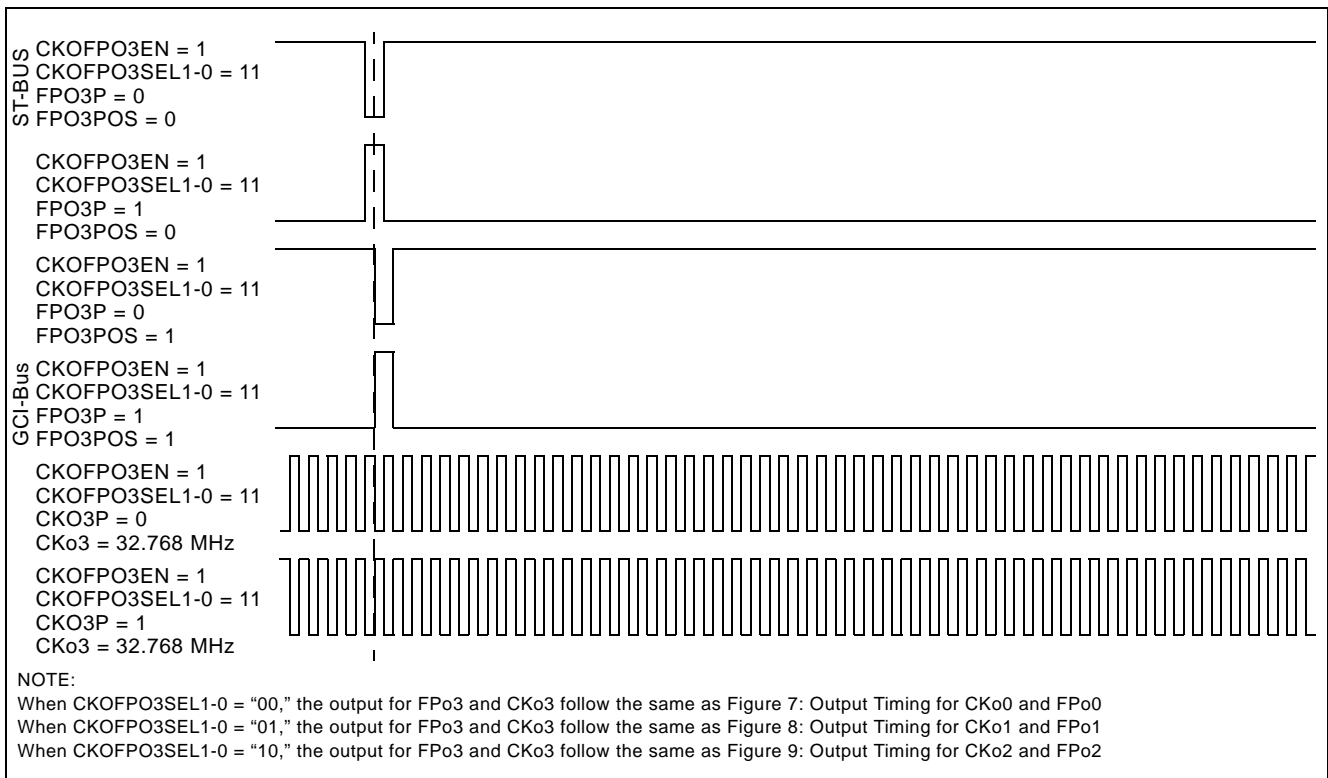 ST-BUS
CKOFPO3EN = 1
CKOFPO3SEL1-0 = 11
FPO3P = 0
FPO3POS = 0
CKOFPO3EN = 1
CKOFPO3SEL1-0 = 11
FPO3P = 1
FPO3POS = 0
CKOFPO3EN = 1
CKOFPO3SEL1-0 = 11
FPO3P = 0
FPO3POS = 1
GCI-Bus
CKOFPO3EN = 1
CKOFPO3SEL1-0 = 11
FPO3P = 1
FPO3POS = 1
CKOFPO3EN = 1
CKOFPO3SEL1-0 = 11
CKO3P = 0
CKo3 = 32.768 MHz
CKOFPO3EN = 1
CKOFPO3SEL1-0 = 11
CKO3P = 1
CKo3 = 32.768 MHz
NOTE:
When CKOFPO3SEL1-0 = “00,” the output for FPo3 and CKo3 follow the same as Figure 7: Output Timing for CKo0 and FPo0
When CKOFPO3SEL1-0 = “01,” the output for FPo3 and CKo3 follow the same as Figure 8: Output Timing for CKo1 and FPo1
When CKOFPO3SEL1-0 = “10,” the output for FPo3 and CKo3 follow the same as Figure 9: Output Timing for CKo2 and FPo2